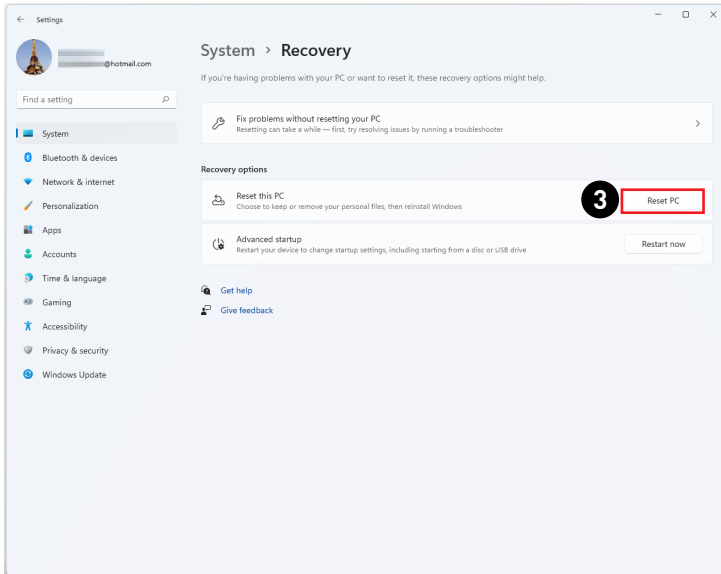 Settings
@hotmail.com
Find a setting
System
Bluetooth & devices
Network & internet
Personalization
Apps
Accounts
Time & language
Gaming
Accessibility
Privacy & security
Windows Update
System > Recovery
If you're having problems with your PC or want to reset it, these recovery options might help.
Fix problems without resetting your PC
Resetting can take a while — first, try resolving issues by running a troubleshooter
Recovery options
Reset this PC
Choose to keep or remove your personal files, then reinstall Windows
3
Reset PC
Advanced startup
Restart your device to change startup settings, including starting from a disc or USB drive
Restart now
Get help
Give feedback